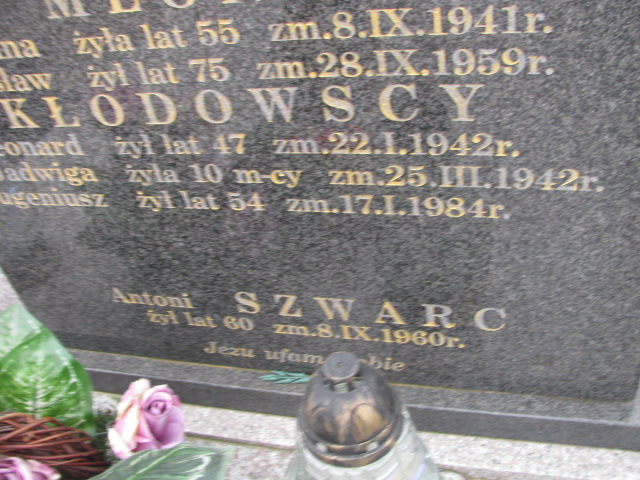 żyła lat 55 zm.8.IX.1941r.
żył lat 75 zm.28.IX.1959r.
KŁODOWSCY
żył lat 47 zm.22.I.1942r.
Jadwiga żyła 10 m-cy zm.25.III.1942r.
żył lat 54 zm.17.I.1984r.
Antoni SZWARC
żył lat 60 zm.8.IX.1960r.
Jezu ufam